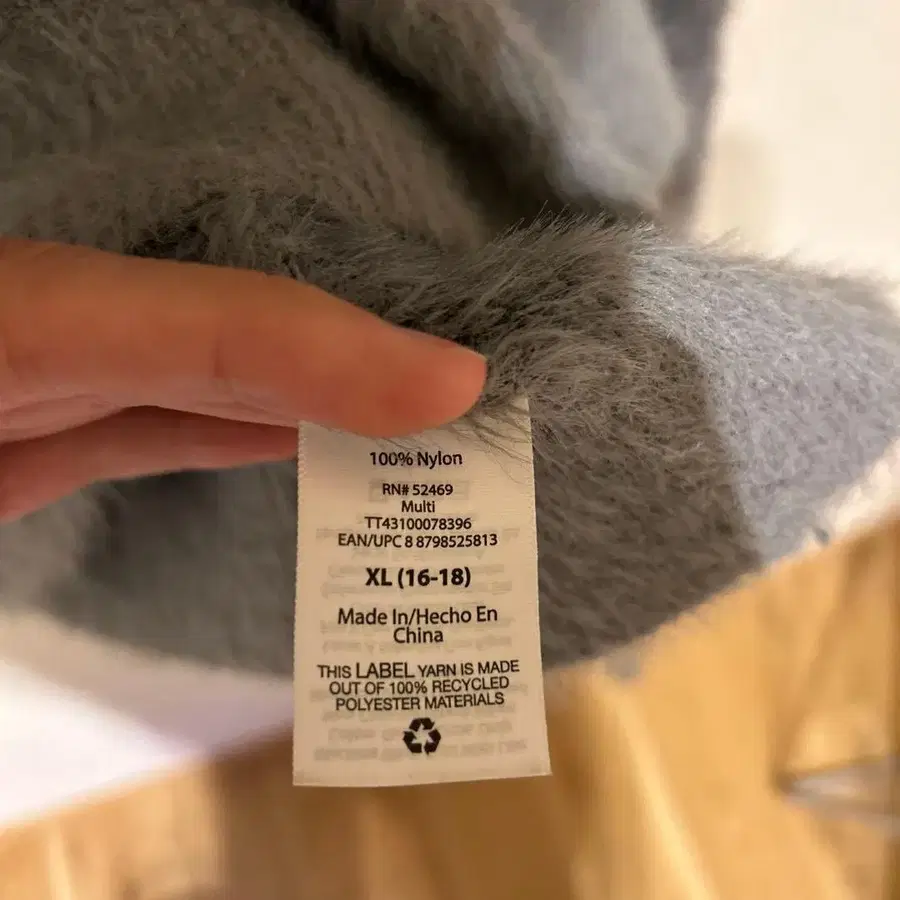 100% Nylon
RN# 52469
Multi
TT43100078396
EAN/UPC 8 8798525813
XL (16-18)
Made In/Hecho En
China
THIS LABEL YARN IS MADE
OUT OF 100% RECYCLED
POLYESTER MATERIALS